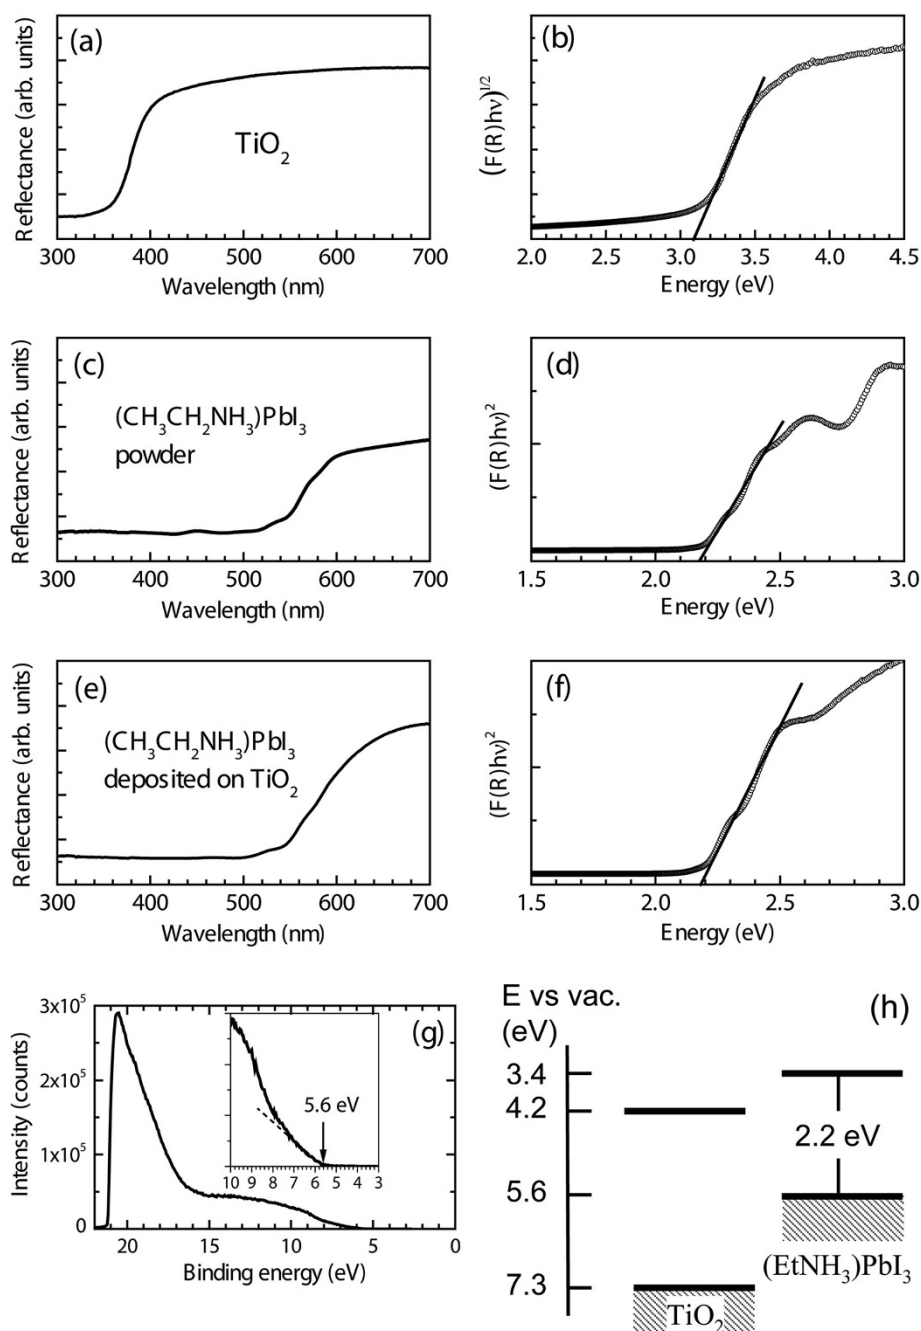 (a)
Reflectance (arb. units)
TiO₂
300 400 500 600 700
Wavelength (nm)
(b)
(F(R)hν)^1/2
2.0 2.5 3.0 3.5 4.0 4.5
Energy (eV)
(c)
Reflectance (arb. units)
(CH₃CH₂NH₃)PbI₃
powder
300 400 500 600 700
Wavelength (nm)
(d)
(F(R)hν)²
1.5 2.0 2.5 3.0
Energy (eV)
(e)
Reflectance (arb. units)
(CH₃CH₂NH₃)PbI₃
deposited on TiO₂
300 400 500 600 700
Wavelength (nm)
(f)
(F(R)hν)²
1.5 2.0 2.5 3.0
Energy (eV)
(g)
Intensity (counts)
3x10⁵
2x10⁵
1x10⁵
0
5.6 eV
10 9 8 7 6 5 4 3
20 15 10 5 0
Binding energy (eV)
E vs vac.
(eV)
(h)
3.4
4.2
2.2 eV
5.6
(EtNH₃)PbI₃
7.3
TiO₂